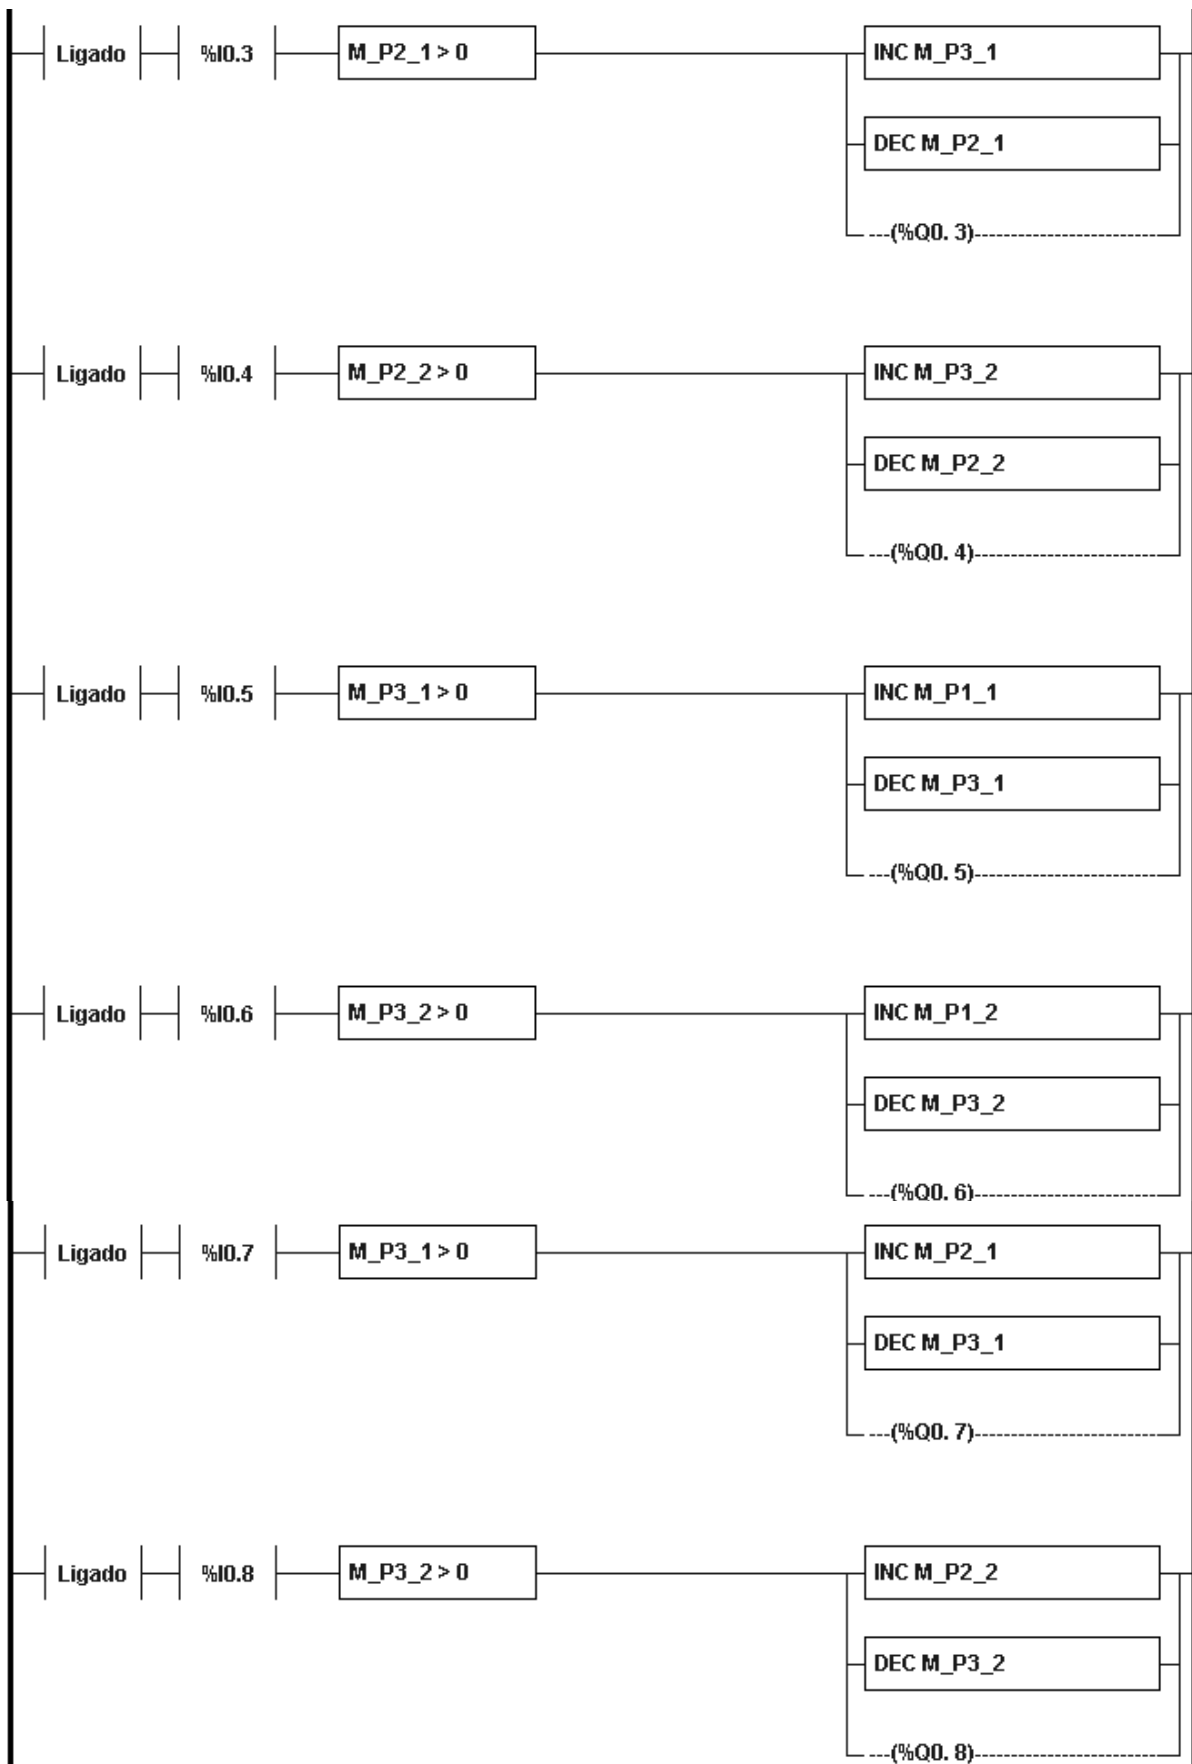 Ligado %I0.3 M_P2_1 > 0 INC M_P3_1
DEC M_P2_1
(%Q0. 3)
Ligado %I0.4 M_P2_2 > 0 INC M_P3_2
DEC M_P2_2
(%Q0. 4)
Ligado %I0.5 M_P3_1 > 0 INC M_P1_1
DEC M_P3_1
(%Q0. 5)
Ligado %I0.6 M_P3_2 > 0 INC M_P1_2
DEC M_P3_2
(%Q0. 6)
Ligado %I0.7 M_P3_1 > 0 INC M_P2_1
DEC M_P3_1
(%Q0. 7)
Ligado %I0.8 M_P3_2 > 0 INC M_P2_2
DEC M_P3_2
(%Q0. 8)